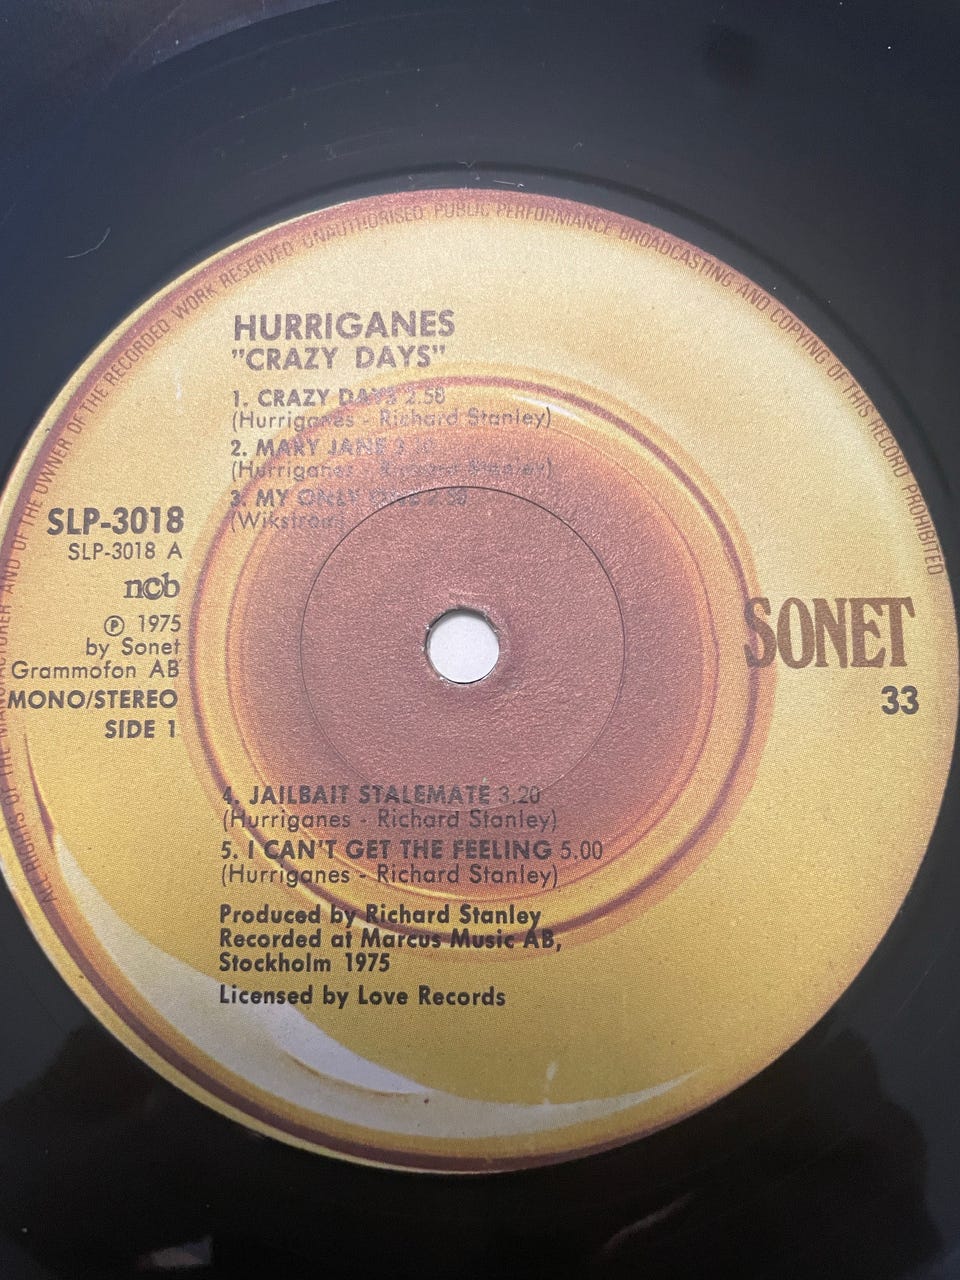 ALL RIGHTS OF THE MANUFACTURER AND OF THE OWNER OF THE RECORDED WORK RESERVED UNAUTHORISED PUBLIC PERFORMANCE BROADCASTING AND COPYING OF THIS RECORD PROHIBITED
HURRIGANES
"CRAZY DAYS"
1. CRAZY DAYS 2.58
(Hurriganes - Richard Stanley)
2. MARY JANE
(Hurriganes - Richard Stanley)
3. MY ONLY
(Wikstrom)
SLP-3018
SLP-3018 A
ncb
Ⓟ 1975
by Sonet
Grammofon AB
MONO/STEREO
SIDE 1
SONET
33
4. JAILBAIT STALEMATE 3.20
(Hurriganes - Richard Stanley)
5. I CAN'T GET THE FEELING 5.00
(Hurriganes - Richard Stanley)
Produced by Richard Stanley
Recorded at Marcus Music AB,
Stockholm 1975
Licensed by Love Records